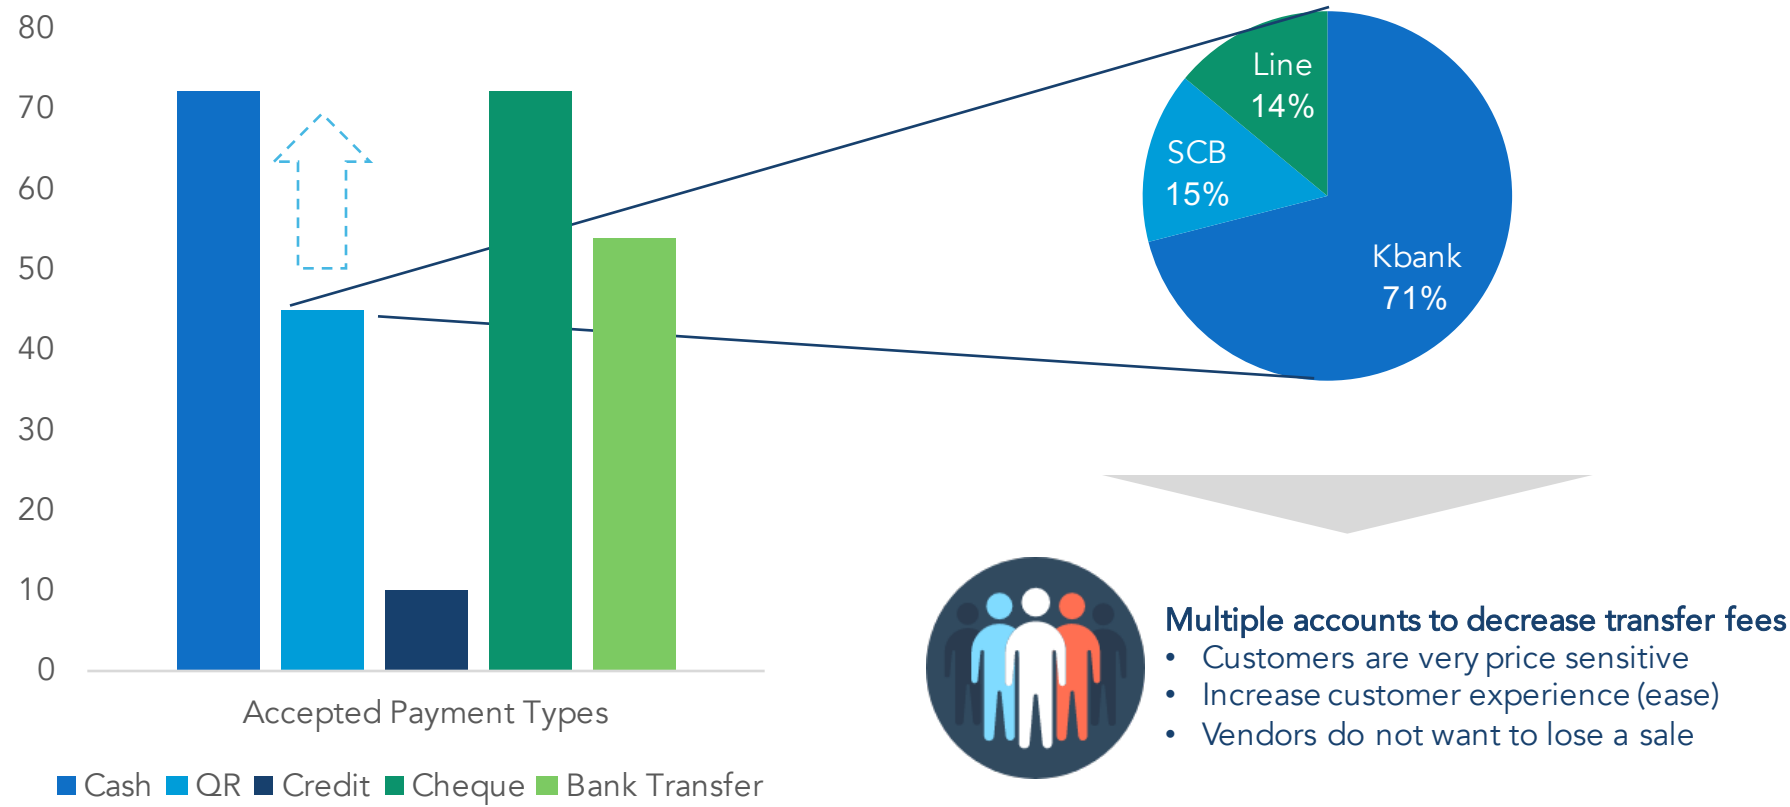 80
70
60
50
40
30
20
10
0
Accepted Payment Types
Cash QR Credit Cheque Bank Transfer
Line
14%
SCB
15%
Kbank
71%
Multiple accounts to decrease transfer fees
• Customers are very price sensitive
• Increase customer experience (ease)
• Vendors do not want to lose a sale